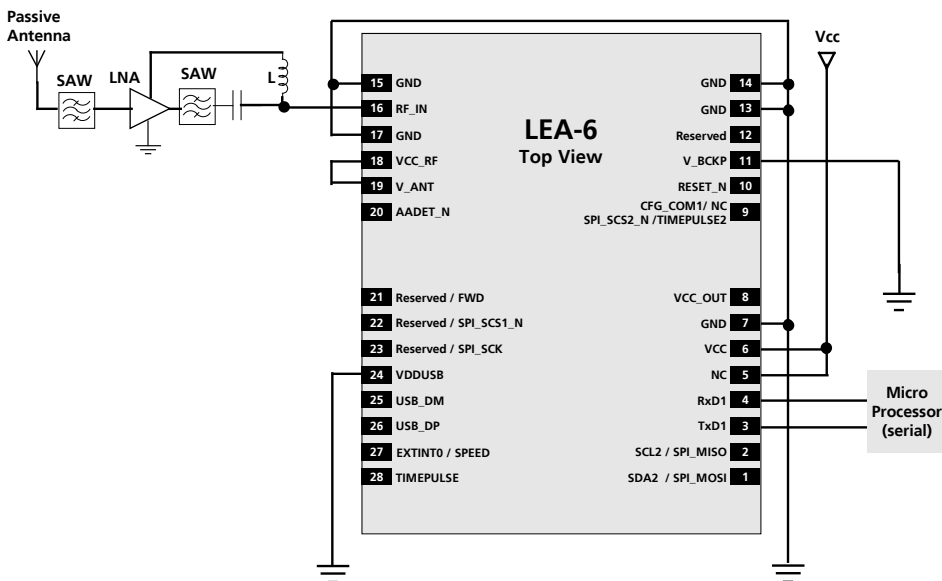 Passive
Antenna
SAW
LNA
SAW
L
Vcc
LEA-6
Top View
15 GND
16 RF_IN
17 GND
18 VCC_RF
19 V_ANT
20 AADET_N
21 Reserved / FWD
22 Reserved / SPI_SCS1_N
23 Reserved / SPI_SCK
24 VDDUSB
25 USB_DM
26 USB_DP
27 EXTINT0 / SPEED
28 TIMEPULSE
GND 14
GND 13
Reserved 12
V_BCKP 11
RESET_N 10
CFG_COM1/ NC
SPI_SCS2_N /TIMEPULSE2 9
VCC_OUT 8
GND 7
VCC 6
NC 5
RxD1 4
TxD1 3
SCL2 / SPI_MISO 2
SDA2 / SPI_MOSI 1
Micro
Processor
(serial)